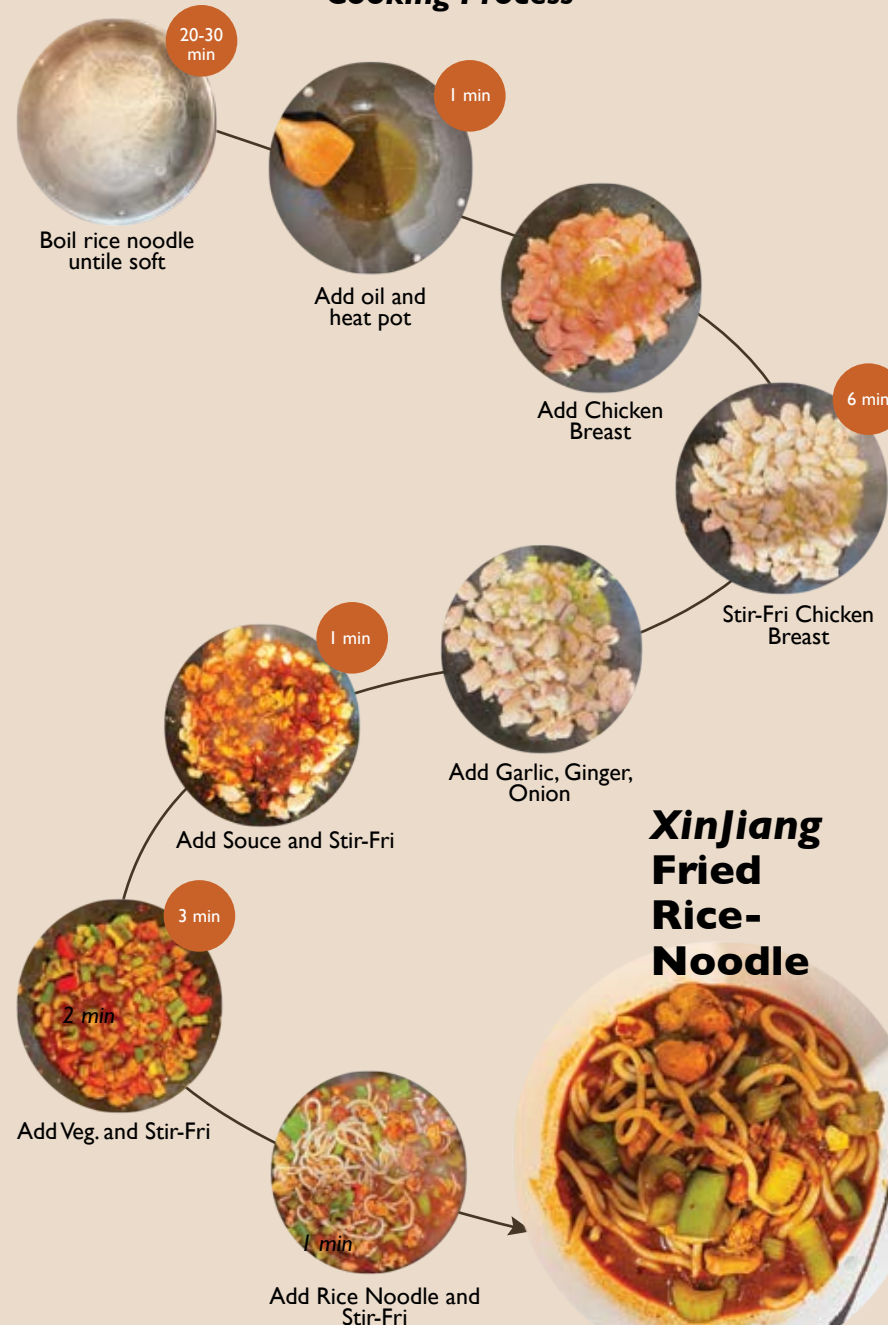 Cooking Process
20-30
min
Boil rice noodle
untile soft
1 min
Add oil and
heat pot
Add Chicken
Breast
6 min
Stir-Fri Chicken
Breast
Add Garlic, Ginger,
Onion
1 min
Add Souce and Stir-Fri
3 min
2 min
Add Veg. and Stir-Fri
1 min
Add Rice Noodle and
Stir-Fri
XinJiang
Fried
Rice-
Noodle